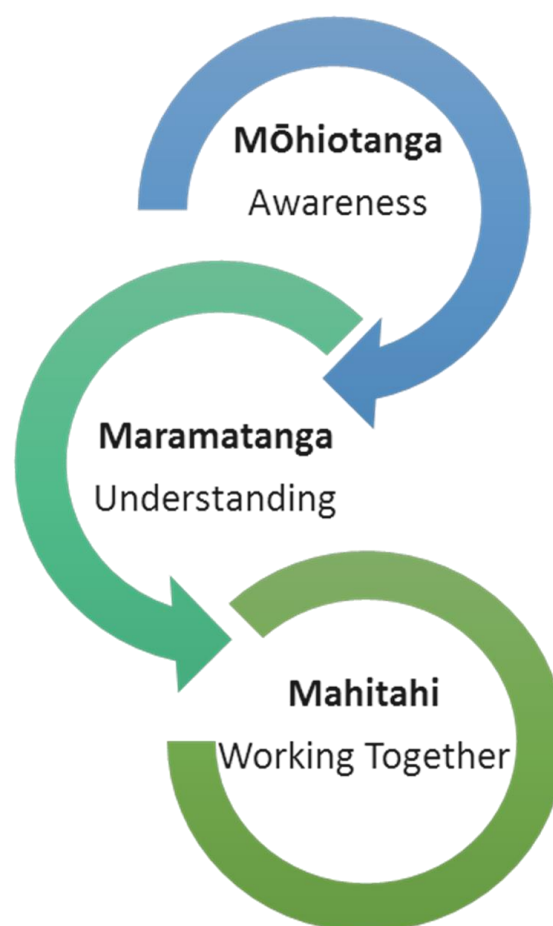 Mōhiotanga
Awareness
Maramatanga
Understanding
Mahitahi
Working Together